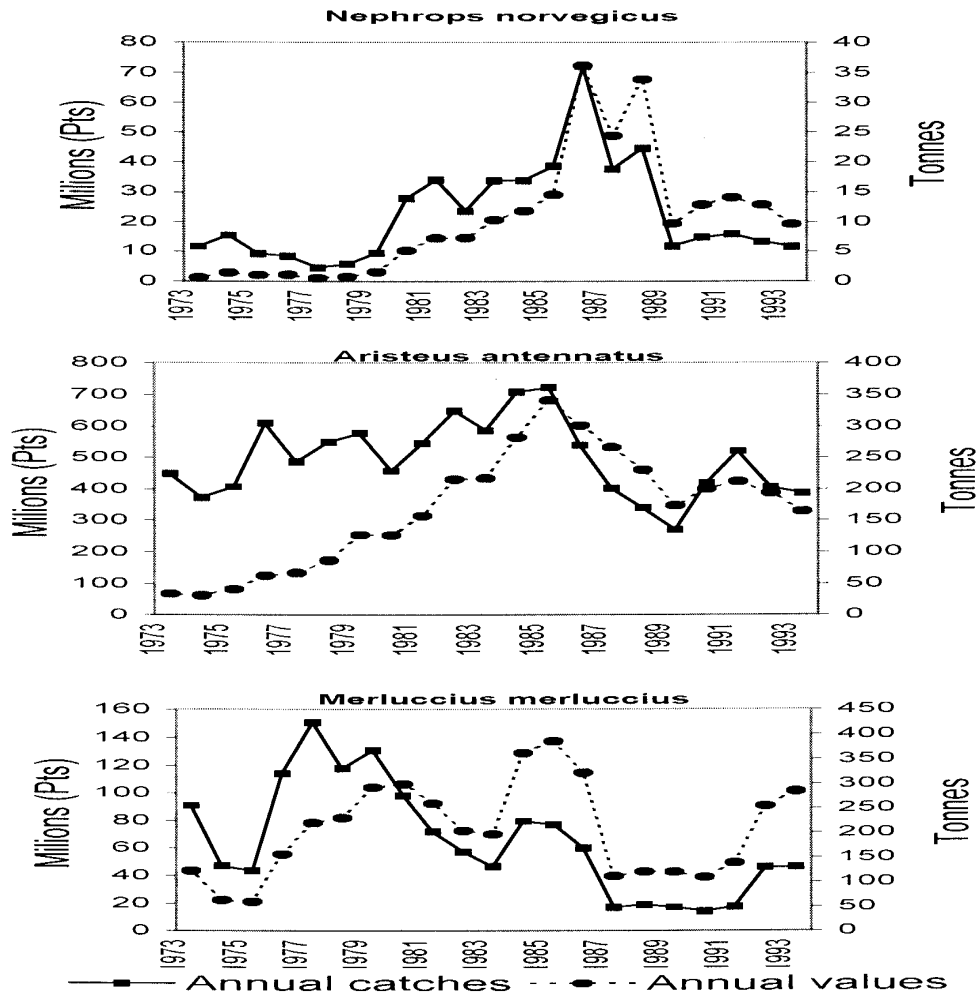 Nephrops norvegicus
80 70 60 50 40 30 20 10 0
Milions (Pts)
40 35 30 25 20 15 10 5 0
Tonnes
1973 1975 1977 1979 1981 1983 1985 1987 1989 1991 1993
Aristeus antennatus
800 700 600 500 400 300 200 100 0
Milions (Pts)
400 350 300 250 200 150 100 50 0
Tonnes
1973 1975 1977 1979 1981 1983 1985 1987 1989 1991 1993
Merluccius merluccius
160 140 120 100 80 60 40 20 0
Milions (Pts)
450 400 350 300 250 200 150 100 50 0
Tonnes
1973 1975 1977 1979 1981 1983 1985 1987 1989 1991 1993
Annual catches Annual values